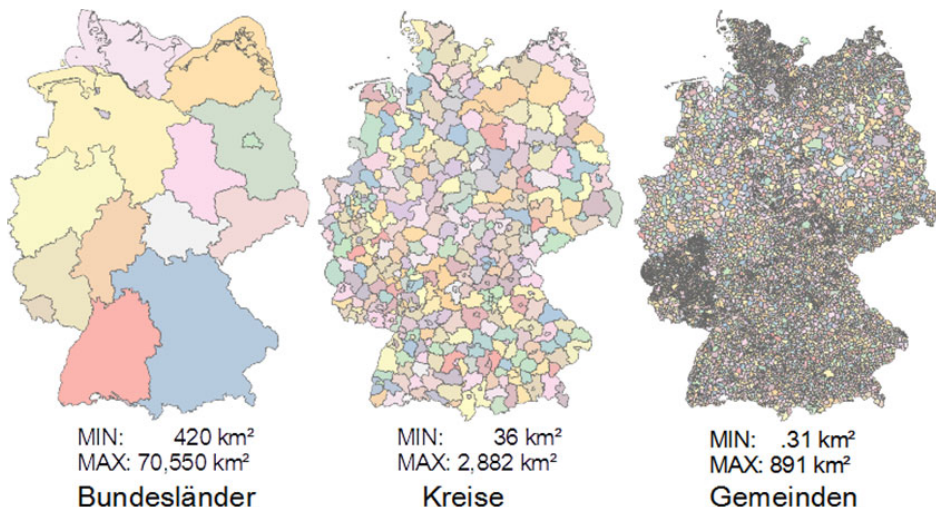 MIN: 420 km²
MAX: 70,550 km²
Bundesländer
MIN: 36 km²
MAX: 2,882 km²
Kreise
MIN: .31 km²
MAX: 891 km²
Gemeinden